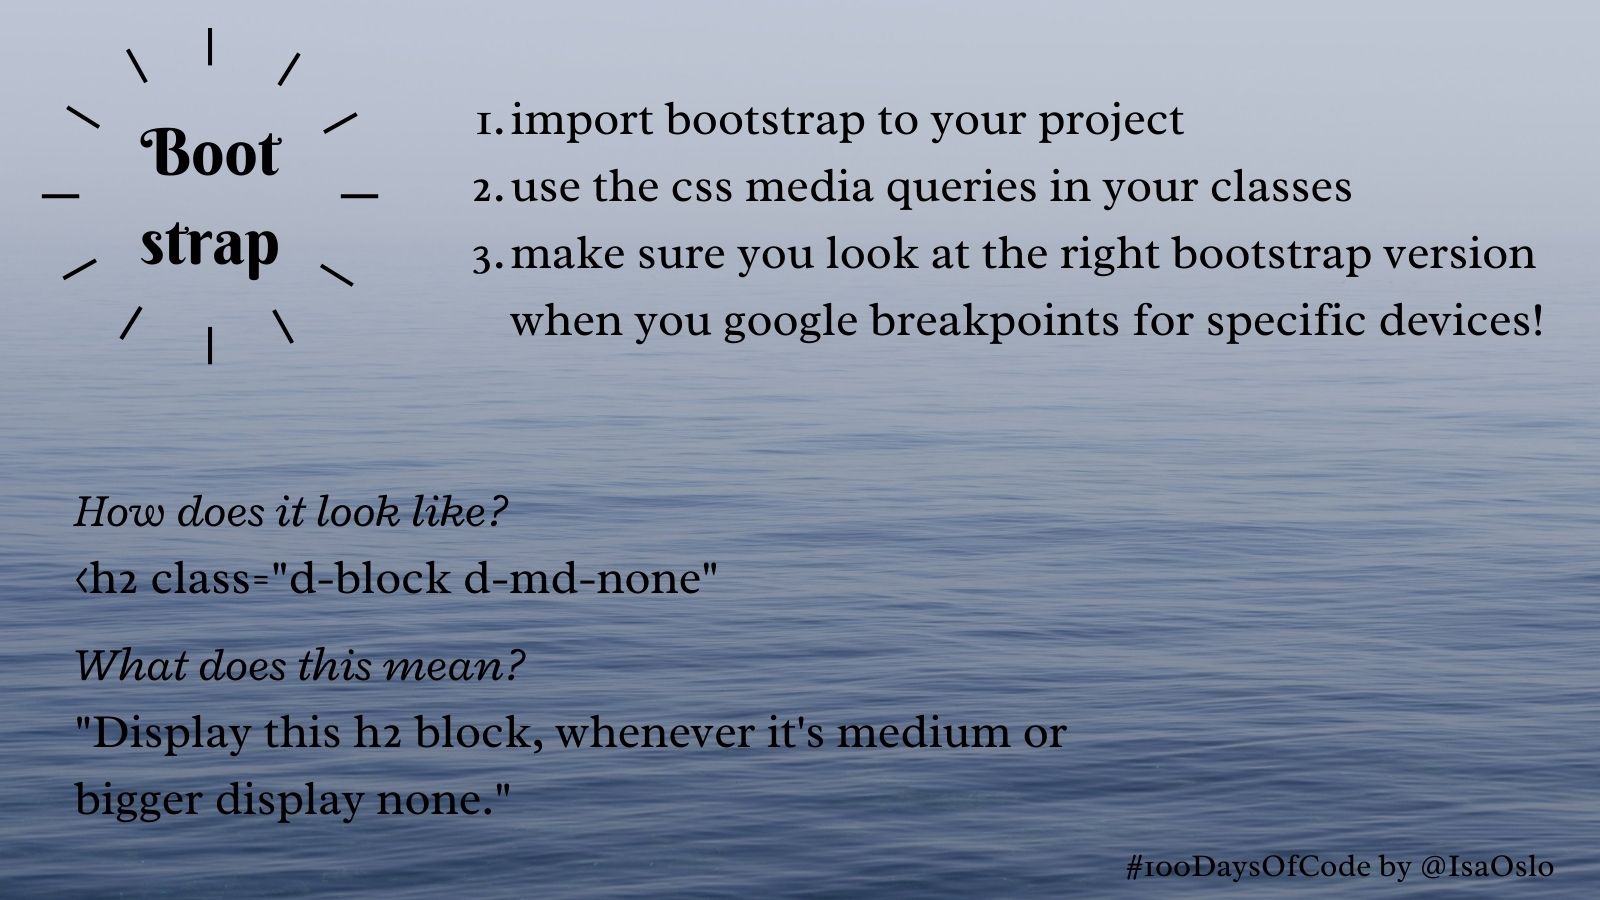 Boot
strap
1. import bootstrap to your project
2. use the css media queries in your classes
3. make sure you look at the right bootstrap version
when you google breakpoints for specific devices!
How does it look like?
<h2 class="d-block d-md-none"
What does this mean?
"Display this h2 block, whenever it's medium or
bigger display none."
#100DaysOfCode by @IsaOslo